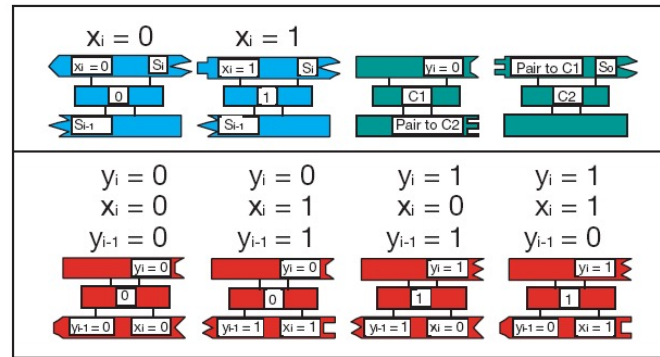 xᵢ = 0 xᵢ = 1
xᵢ = 0 Sᵢ xᵢ = 1 Sᵢ yᵢ = 0 Pair to C1 S₀
0 1 C1 C2
Sᵢ₋₁ Sᵢ₋₁ Pair to C2
yᵢ = 0 yᵢ = 0 yᵢ = 1 yᵢ = 1
xᵢ = 0 xᵢ = 1 xᵢ = 0 xᵢ = 1
yᵢ₋₁ = 0 yᵢ₋₁ = 1 yᵢ₋₁ = 1 yᵢ₋₁ = 0
yᵢ = 0 yᵢ = 0 yᵢ = 1 yᵢ = 1
0 0 1 1
yᵢ₋₁ = 0 xᵢ = 0 yᵢ₋₁ = 1 xᵢ = 1 yᵢ₋₁ = 1 xᵢ = 0 yᵢ₋₁ = 0 xᵢ = 1